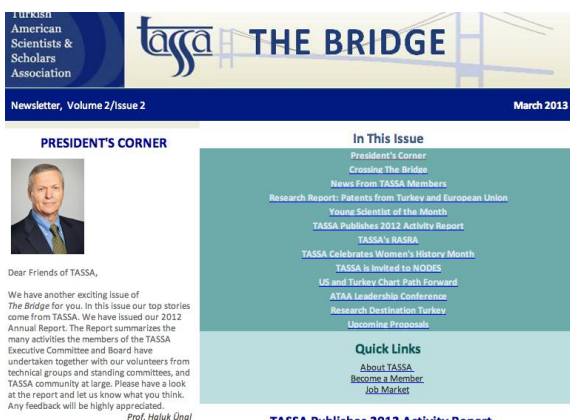 Turkish
American
Scientists &
Scholars
Association
tassa
THE BRIDGE
Newsletter, Volume 2/Issue 2
March 2013
PRESIDENT'S CORNER
Dear Friends of TASSA,
We have another exciting issue of
The Bridge for you. In this issue our top stories
come from TASSA. We have issued our 2012
Annual Report. The Report summarizes the
many activities the members of the TASSA
Executive Committee and Board have
undertaken together with our volunteers from
technical groups and standing committees, and
TASSA community at large. Please have a look
at the report and let us know what you think.
Any feedback will be highly appreciated.
Prof. Haluk Ünal
In This Issue
President's Corner
Crossing The Bridge
News From TASSA Members
Research Report: Patents from Turkey and European Union
Young Scientist of the Month
TASSA Publishes 2012 Activity Report
TASSA's RASRA
TASSA Celebrates Women's History Month
TASSA is Invited to NODES
US and Turkey Chart Path Forward
ATAA Leadership Conference
Research Destination Turkey
Upcoming Proposals
Quick Links
About TASSA
Become a Member
Job Market
TASSA Publishes 2012 Activity Report